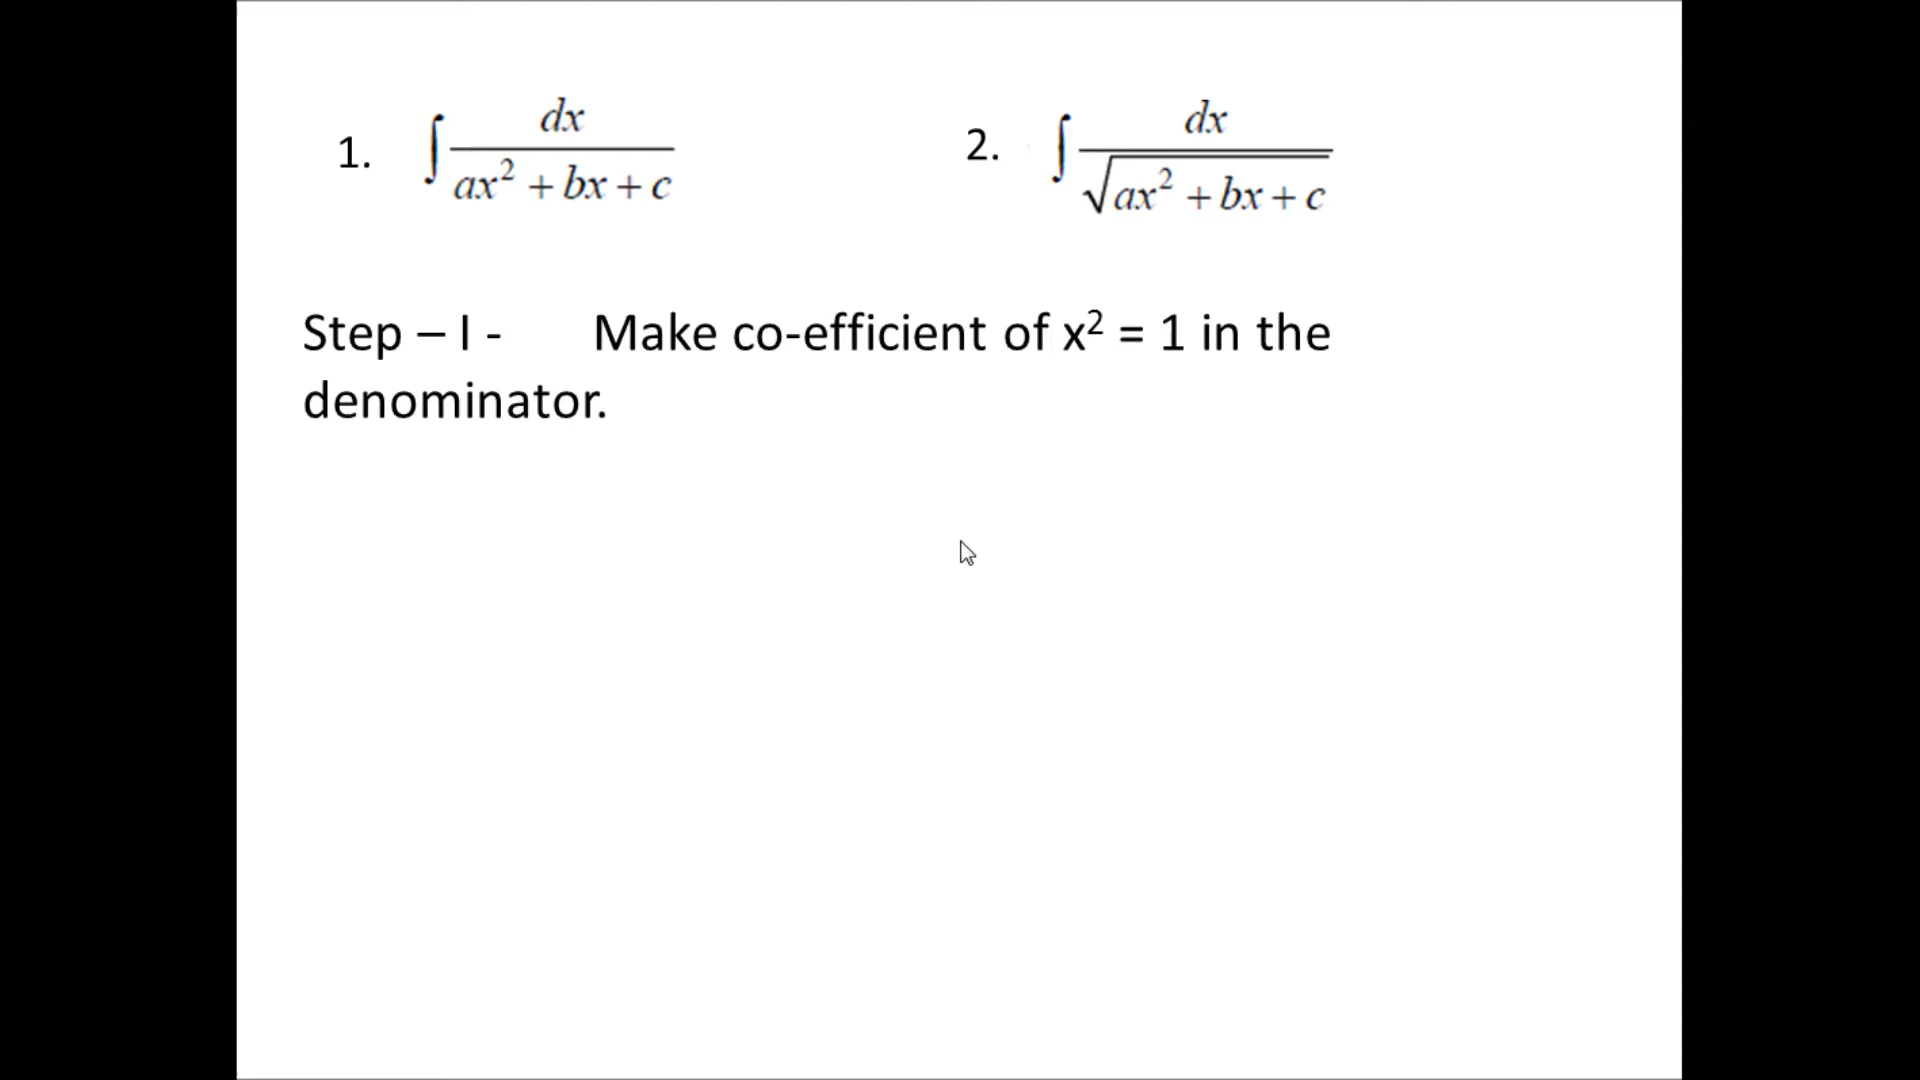 1. ∫ dx / ax² + bx + c
2. ∫ dx / √ax² + bx + c
Step – I - Make co-efficient of x² = 1 in the
denominator.